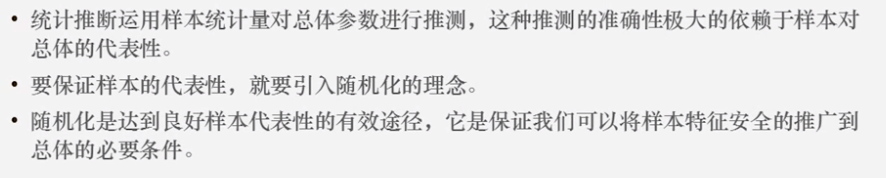 • 统计推断运用样本统计量对总体参数进行推测，这种推测的准确性极大的依赖于样本对
总体的代表性。
• 要保证样本的代表性，就要引入随机化的理念。
• 随机化是达到良好样本代表性的有效途径，它是保证我们可以将样本特征安全的推广到
总体的必要条件。